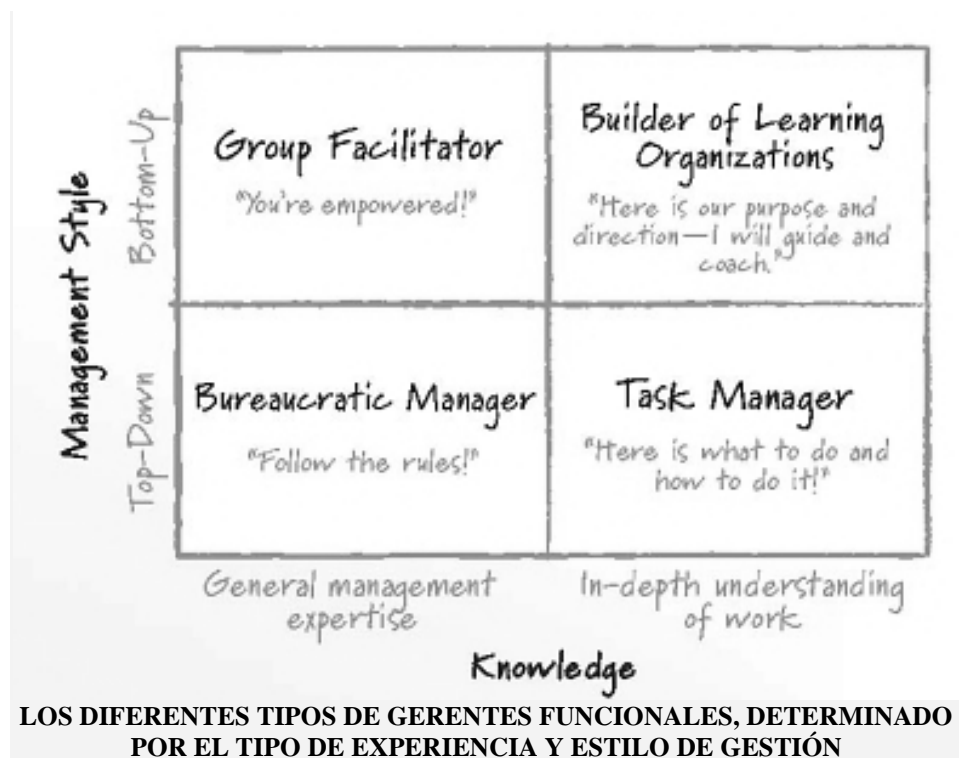 Management Style
Bottom-Up
Top-Down
Group Facilitator
"You're empowered!"
Builder of Learning
Organizations
"Here is our purpose and
direction—I will guide and
coach."
Bureaucratic Manager
"Follow the rules!"
Task Manager
"Here is what to do and
how to do it!"
General management
expertise
In-depth understanding
of work
Knowledge
LOS DIFERENTES TIPOS DE GERENTES FUNCIONALES, DETERMINADO
POR EL TIPO DE EXPERIENCIA Y ESTILO DE GESTIÓN